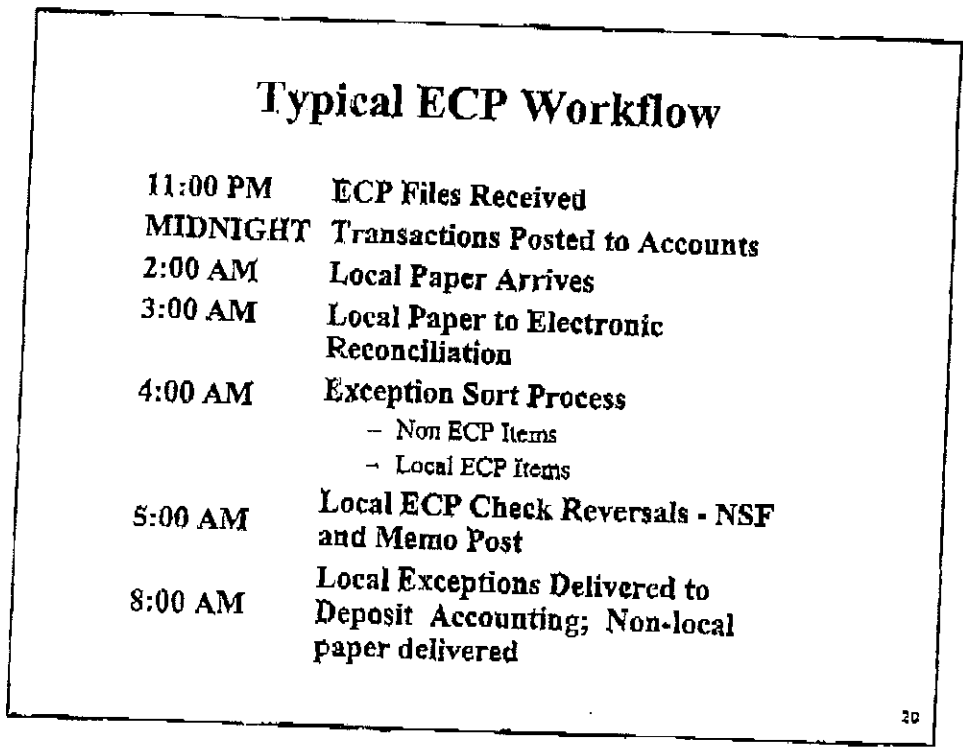 Typical ECP Workflow
11:00 PM ECP Files Received
MIDNIGHT Transactions Posted to Accounts
2:00 AM Local Paper Arrives
3:00 AM Local Paper to Electronic
Reconciliation
4:00 AM Exception Sort Process
– Non ECP Items
– Local ECP Items
5:00 AM Local ECP Check Reversals - NSF
and Memo Post
8:00 AM Local Exceptions Delivered to
Deposit Accounting; Non-local
paper delivered
20